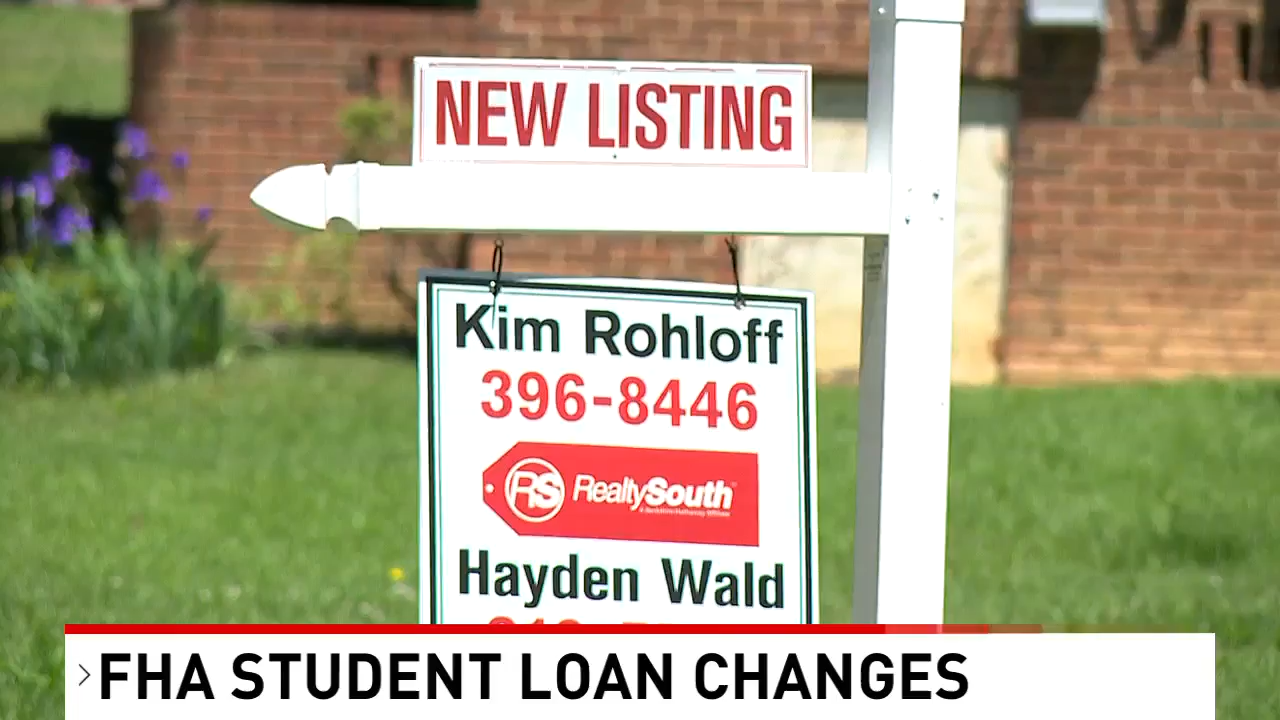 NEW LISTING
Kim Rohloff
396-8446
RS RealtySouth
Hayden Wald
FHA STUDENT LOAN CHANGES